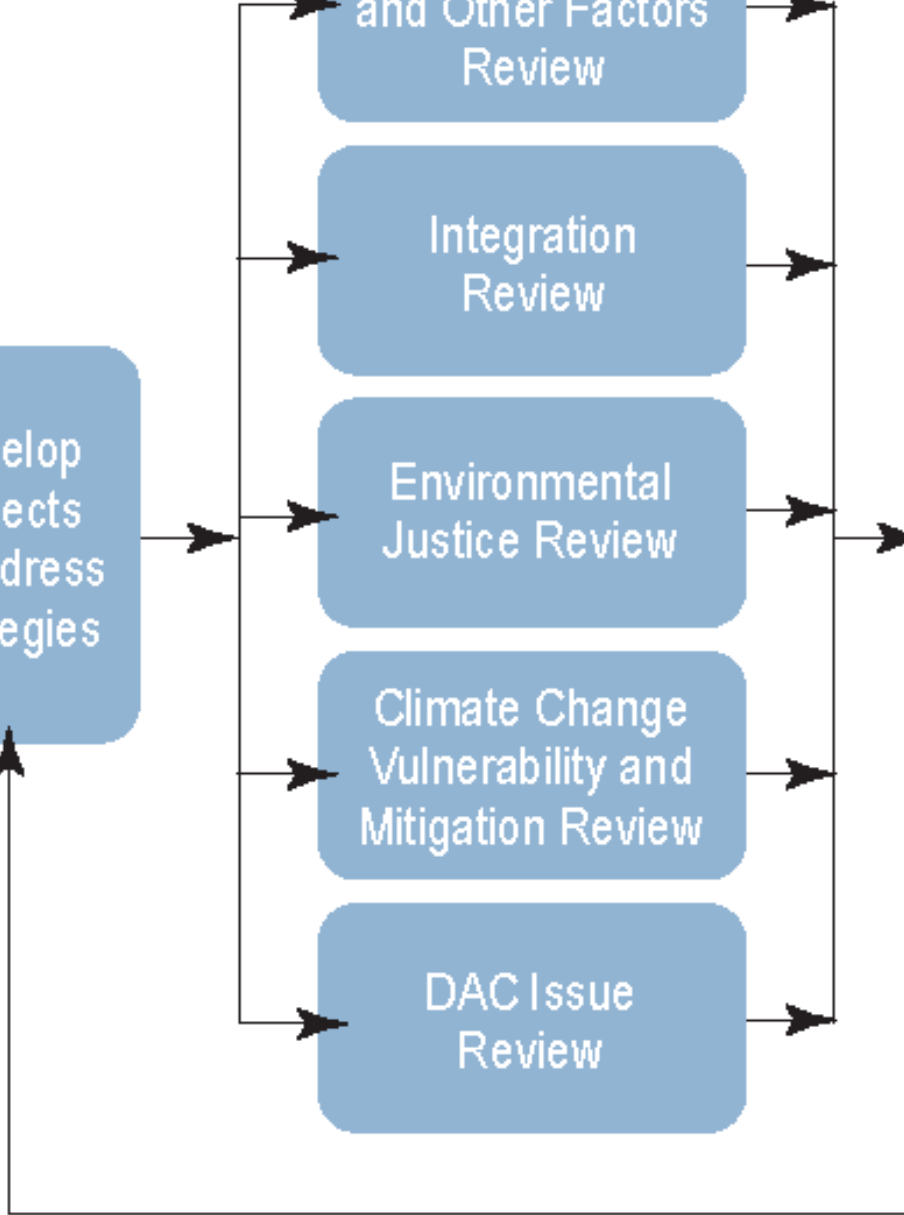 and Other Factors
Review
Integration
Review
elop
ects
dress
egies
Environmental
Justice Review
Climate Change
Vulnerability and
Mitigation Review
DAC Issue
Review